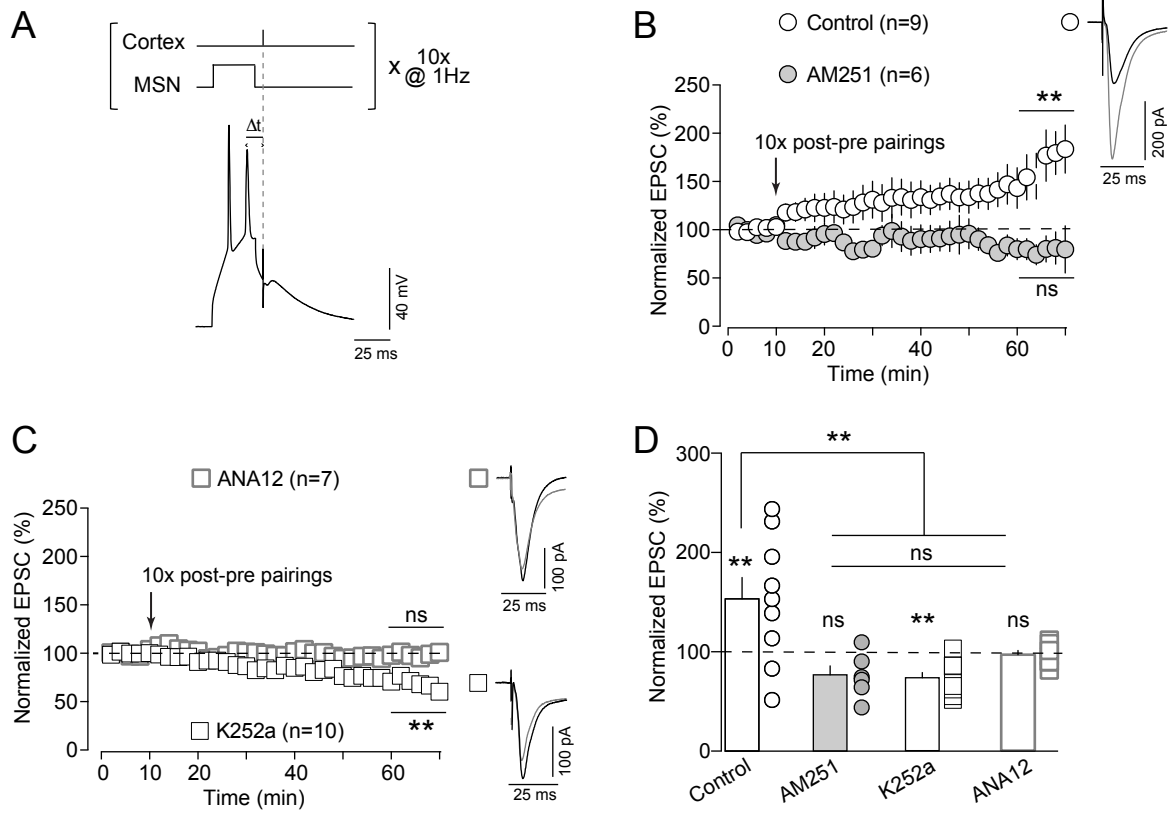 A
Cortex
MSN
x 10x @ 1Hz
Δt
40 mV
25 ms
B
Control (n=9)
AM251 (n=6)
Normalized EPSC (%)
250
200
150
100
50
0
10x post-pre pairings
**
ns
0 10 20 40 60
Time (min)
200 pA
25 ms
C
ANA12 (n=7)
Normalized EPSC (%)
250
200
150
100
50
0
10x post-pre pairings
ns
**
K252a (n=10)
0 10 20 40 60
Time (min)
100 pA
25 ms
100 pA
25 ms
D
Normalized EPSC (%)
300
200
100
0
**
ns
** ns ** ns
Control AM251 K252a ANA12